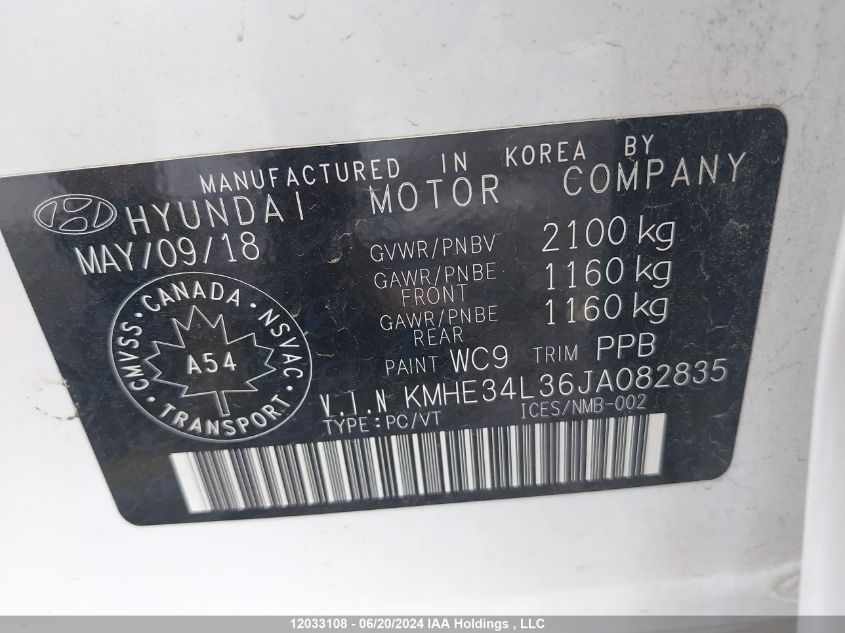 MANUFACTURED IN KOREA BY
HYUNDAI MOTOR COMPANY
MAY/09/18
GVWR/PNBV 2100 kg
GAWR/PNBE FRONT 1160 kg
GAWR/PNBE REAR 1160 kg
PAINT WC9 TRIM PPB
CMVSS · CANADA · NSVAC · TRANSPORT ·
A54
V.I.N KMHE34L36JA082835
TYPE:PC/VT ICES/NMB-002
12033108 - 06/20/2024 IAA Holdings , LLC